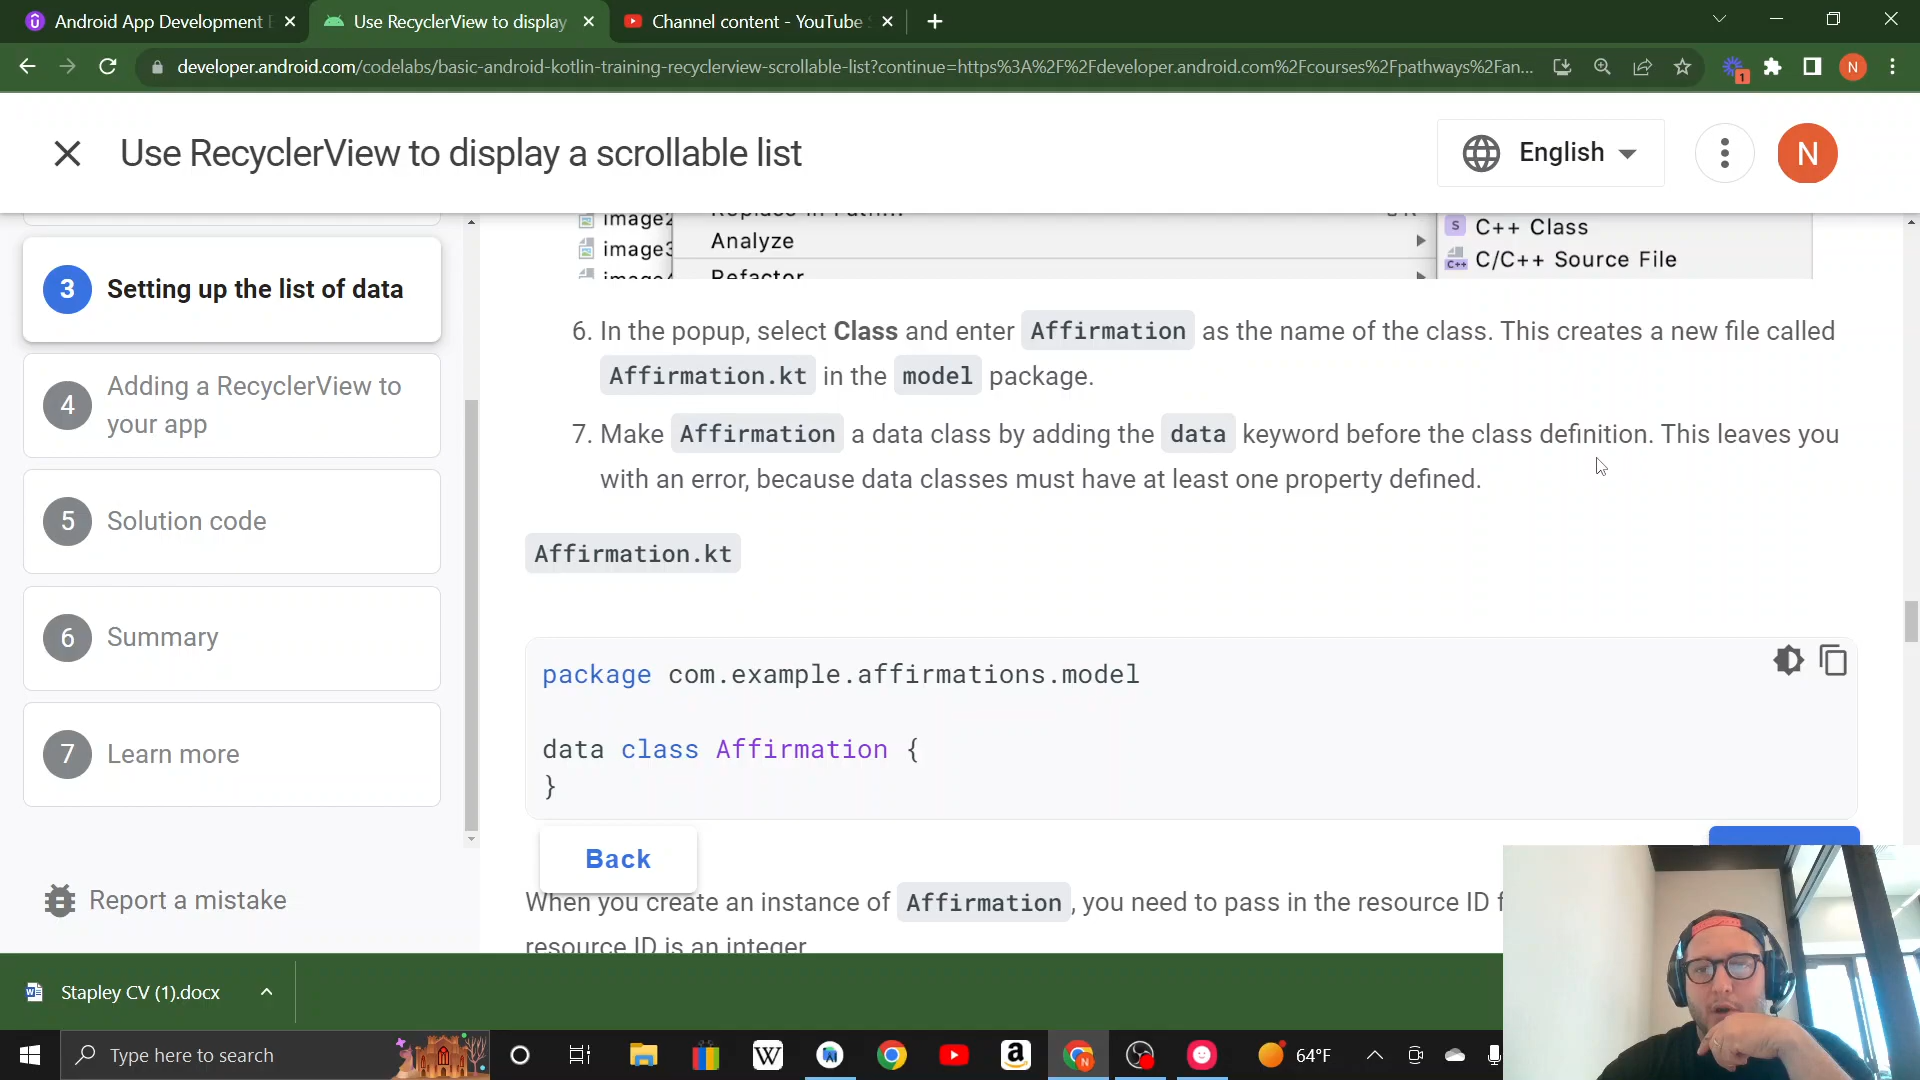 Android App Development
Use RecyclerView to display
Channel content - YouTube
developer.android.com/codelabs/basic-android-kotlin-training-recyclerview-scrollable-list?continue=https%3A%2F%2Fdeveloper.android.com%2Fcourses%2Fpathways%2Fan...
1
N
Use RecyclerView to display a scrollable list
English
N
3 Setting up the list of data
4 Adding a RecyclerView to
your app
5 Solution code
6 Summary
7 Learn more
Report a mistake
image2
image3
Analyze
Refactor
S C++ Class
C++ C/C++ Source File
6. In the popup, select Class and enter Affirmation as the name of the class. This creates a new file called
Affirmation.kt in the model package.
7. Make Affirmation a data class by adding the data keyword before the class definition. This leaves you
with an error, because data classes must have at least one property defined.
Affirmation.kt
package com.example.affirmations.model
data class Affirmation {
}
Back
When you create an instance of Affirmation, you need to pass in the resource ID
resource ID is an integer
Stapley CV (1).docx
Type here to search
W
a
N
64°F